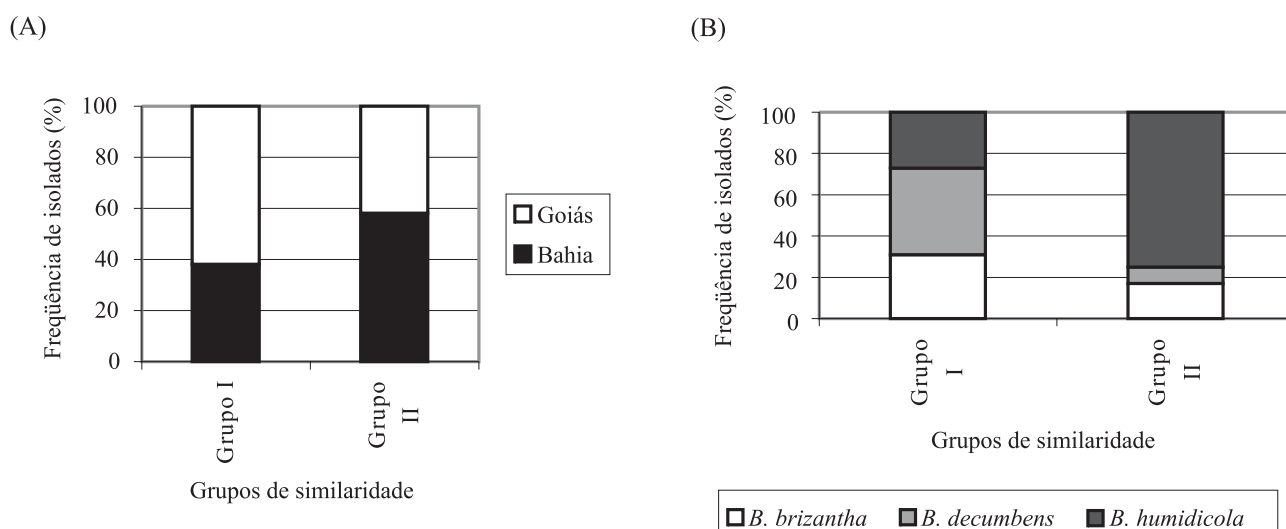 (A)
Freqüência de isolados (%)
100
80
60
40
20
0
Grupo I
Grupo
II
Grupos de similaridade
Goiás
Bahia
(B)
Freqüência de isolados (%)
100
80
60
40
20
0
Grupo
I
Grupo
II
Grupos de similaridade
B. brizantha B. decumbens B. humidicola